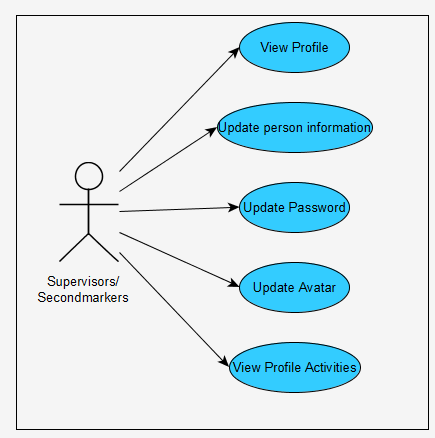 View Profile
Update person information
Update Password
Update Avatar
View Profile Activities
Supervisors/
Secondmarkers